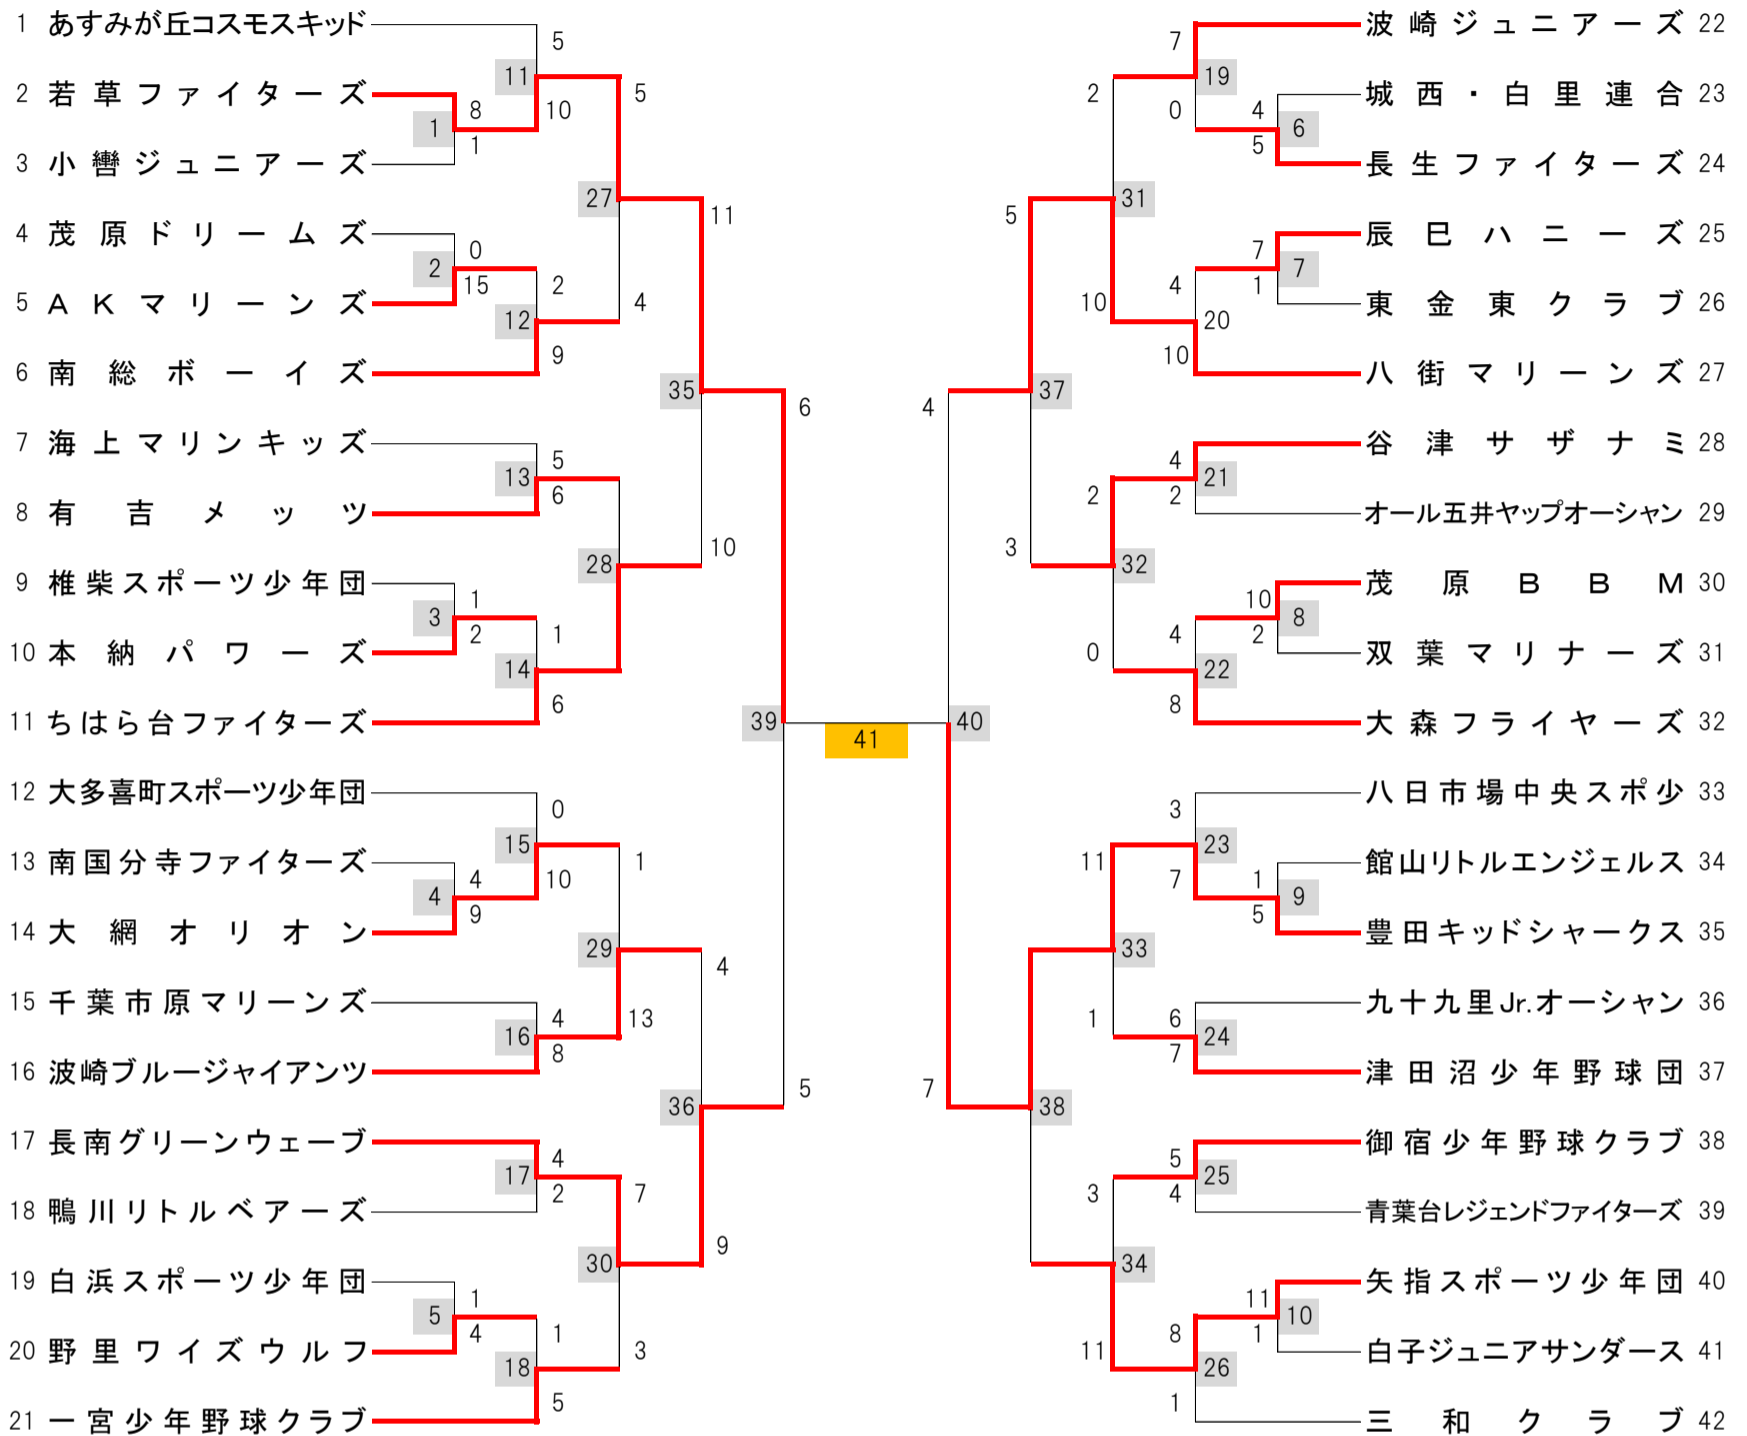 1 あすみが丘コスモスキッド
5
11
2 若草ファイターズ
8
10
5
1
1
3 小轡ジュニアーズ
27
11
4 茂原ドリームズ
0
2
15
2
4
5 AKマリーンズ
12
9
6 南総ボーイズ
35
6
7 海上マリンキッズ
5
13
6
8 有吉メッツ
10
28
9 椎柴スポーツ少年団
1
3
2
1
10 本納パワーズ
14
6
11 ちはら台ファイターズ
39
41
12 大多喜町スポーツ少年団
0
15
13 南国分寺ファイターズ
4
10
1
4
9
14 大網オリオン
29
4
15 千葉市原マリーンズ
4
13
16
8
16 波崎ブルージャイアンツ
5
36
17 長南グリーンウェーブ
4
17
2
7
18 鴨川リトルベアーズ
9
30
19 白浜スポーツ少年団
1
5
4
1
3
20 野里ワイズウルフ
18
5
21 一宮少年野球クラブ
波崎ジュニアーズ 22
7
19
2
0
城西・白里連合 23
4
6
5
長生ファイターズ 24
31
5
辰巳ハニーズ 25
7
7
1
4
10
東金東クラブ 26
20
10
八街マリーンズ 27
37
4
谷津サザナミ 28
4
21
2
2
オール五井ヤップオーシャン 29
3
32
茂原BBM 30
10
8
2
4
0
双葉マリナーズ 31
22
8
大森フライヤーズ 32
40
八日市場中央スポ少 33
3
23
11
7
館山リトルエンジェルス 34
1
9
5
豊田キッドシャークス 35
33
九十九里Jr.オーシャン 36
1
6
24
7
津田沼少年野球団 37
7
38
御宿少年野球クラブ 38
5
25
4
3
青葉台レジェンドファイターズ 39
34
矢指スポーツ少年団 40
11
10
1
8
11
白子ジュニアサンダース 41
26
1
三和クラブ 42